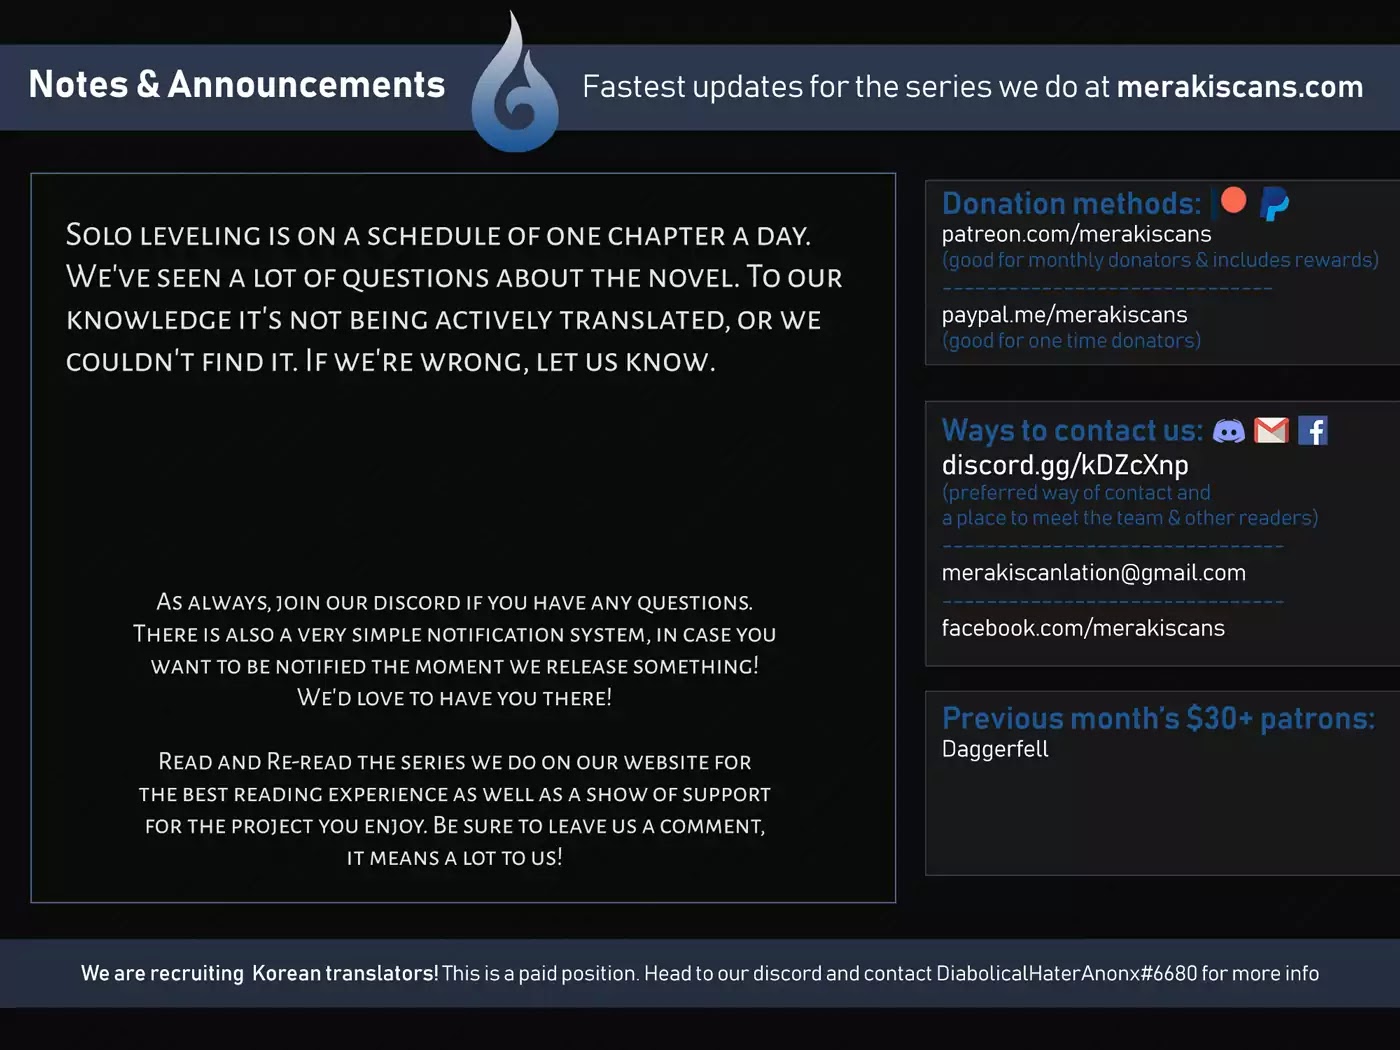 Notes & Announcements
Fastest updates for the series we do at merakiscans.com
Solo leveling is on a schedule of one chapter a day.
We've seen a lot of questions about the novel. To our
knowledge it's not being actively translated, or we
couldn't find it. If we're wrong, let us know.
As always, join our discord if you have any questions.
There is also a very simple notification system, in case you
want to be notified the moment we release something!
We'd love to have you there!
Read and Re-read the series we do on our website for
the best reading experience as well as a show of support
for the project you enjoy. Be sure to leave us a comment,
it means a lot to us!
Donation methods:
patreon.com/merakiscans
(good for monthly donators & includes rewards)
------------------------------
paypal.me/merakiscans
(good for one time donators)
Ways to contact us:
discord.gg/kDZcXnp
(preferred way of contact and
a place to meet the team & other readers)
-------------------------------
merakiscanlation@gmail.com
-------------------------------
facebook.com/merakiscans
Previous month's $30+ patrons:
Daggerfell
We are recruiting Korean translators! This is a paid position. Head to our discord and contact DiabolicalHaterAnonx#6680 for more info